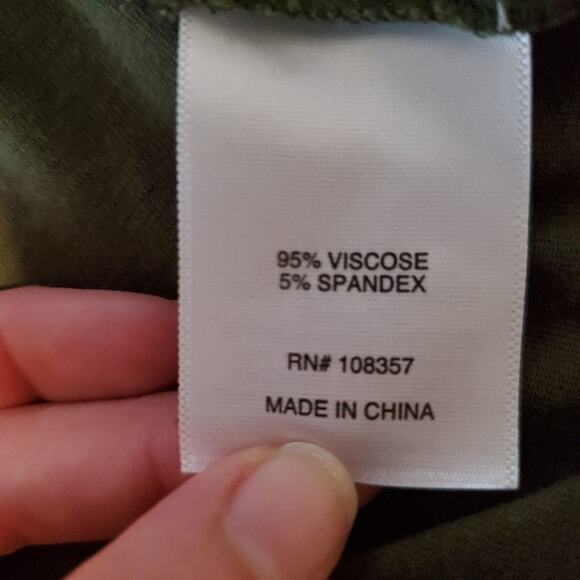 95% VISCOSE
5% SPANDEX
RN# 108357
MADE IN CHINA